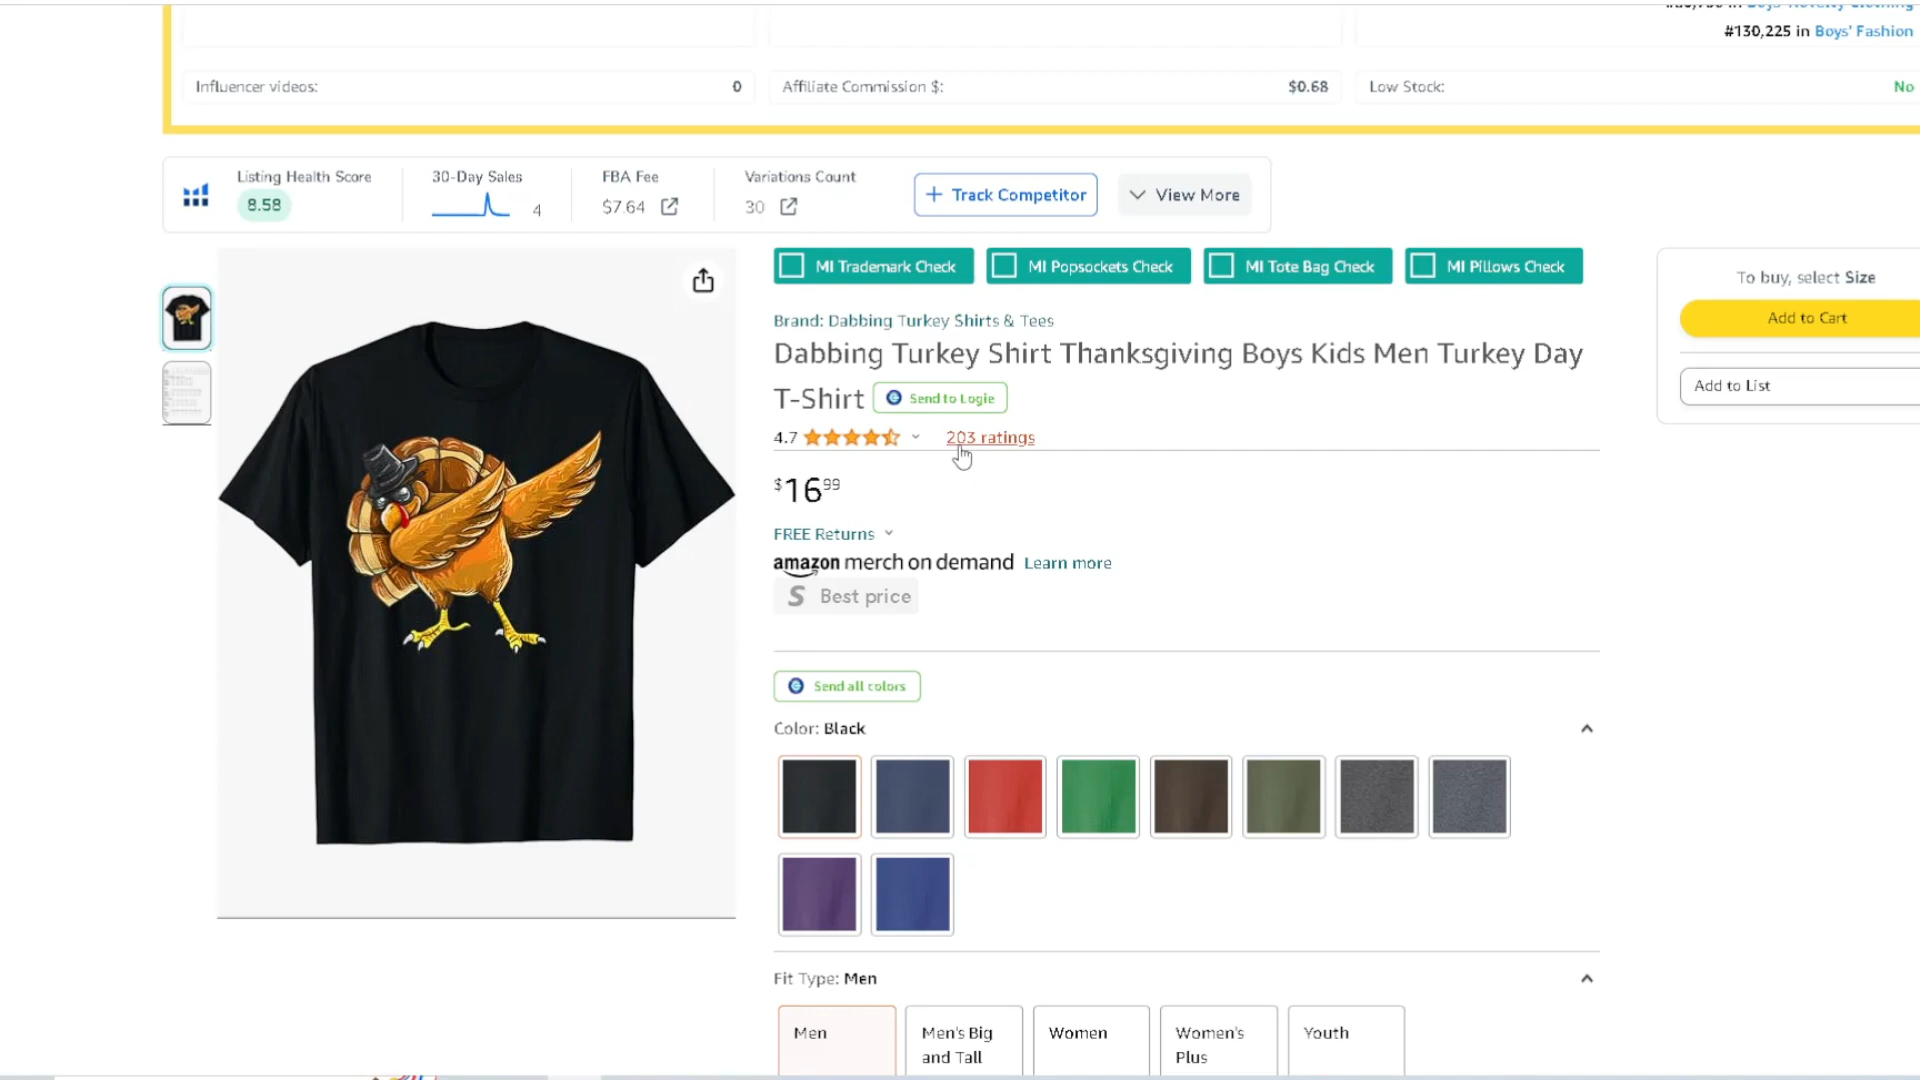 #130,225 in Boys' Fashion
Influencer videos: 0
Affiliate Commission $: $0.68
Low Stock: No
Listing Health Score
8.58
30-Day Sales
4
FBA Fee
$7.64
Variations Count
30
+ Track Competitor
View More
MI Trademark Check
MI Popsockets Check
MI Tote Bag Check
MI Pillows Check
Brand: Dabbing Turkey Shirts & Tees
Dabbing Turkey Shirt Thanksgiving Boys Kids Men Turkey Day
T-Shirt
Send to Logie
4.7
203 ratings
$16.99
FREE Returns
amazon merch on demand Learn more
S Best price
Send all colors
Color: Black
Fit Type: Men
Men
Men's Big
and Tall
Women
Women's
Plus
Youth
To buy, select Size
Add to Cart
Add to List